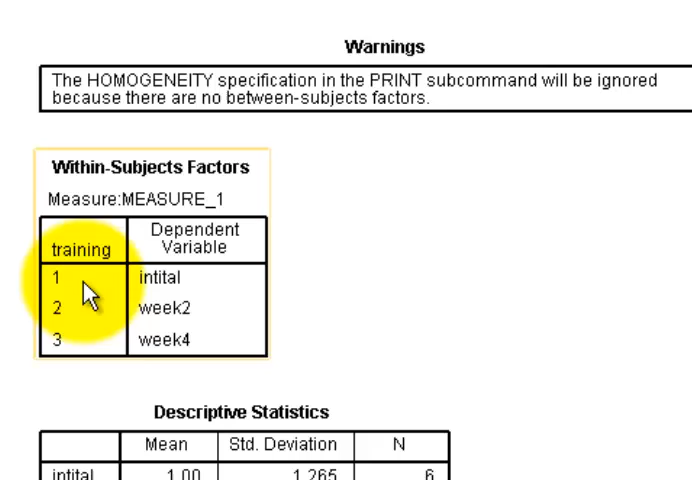 Warnings
The HOMOGENEITY specification in the PRINT subcommand will be ignored
because there are no between-subjects factors.
Within-Subjects Factors
Measure:MEASURE_1
training Dependent Variable
1 intital
2 week2
3 week4
Descriptive Statistics
Mean Std. Deviation N
intital 1.00 1.265 6